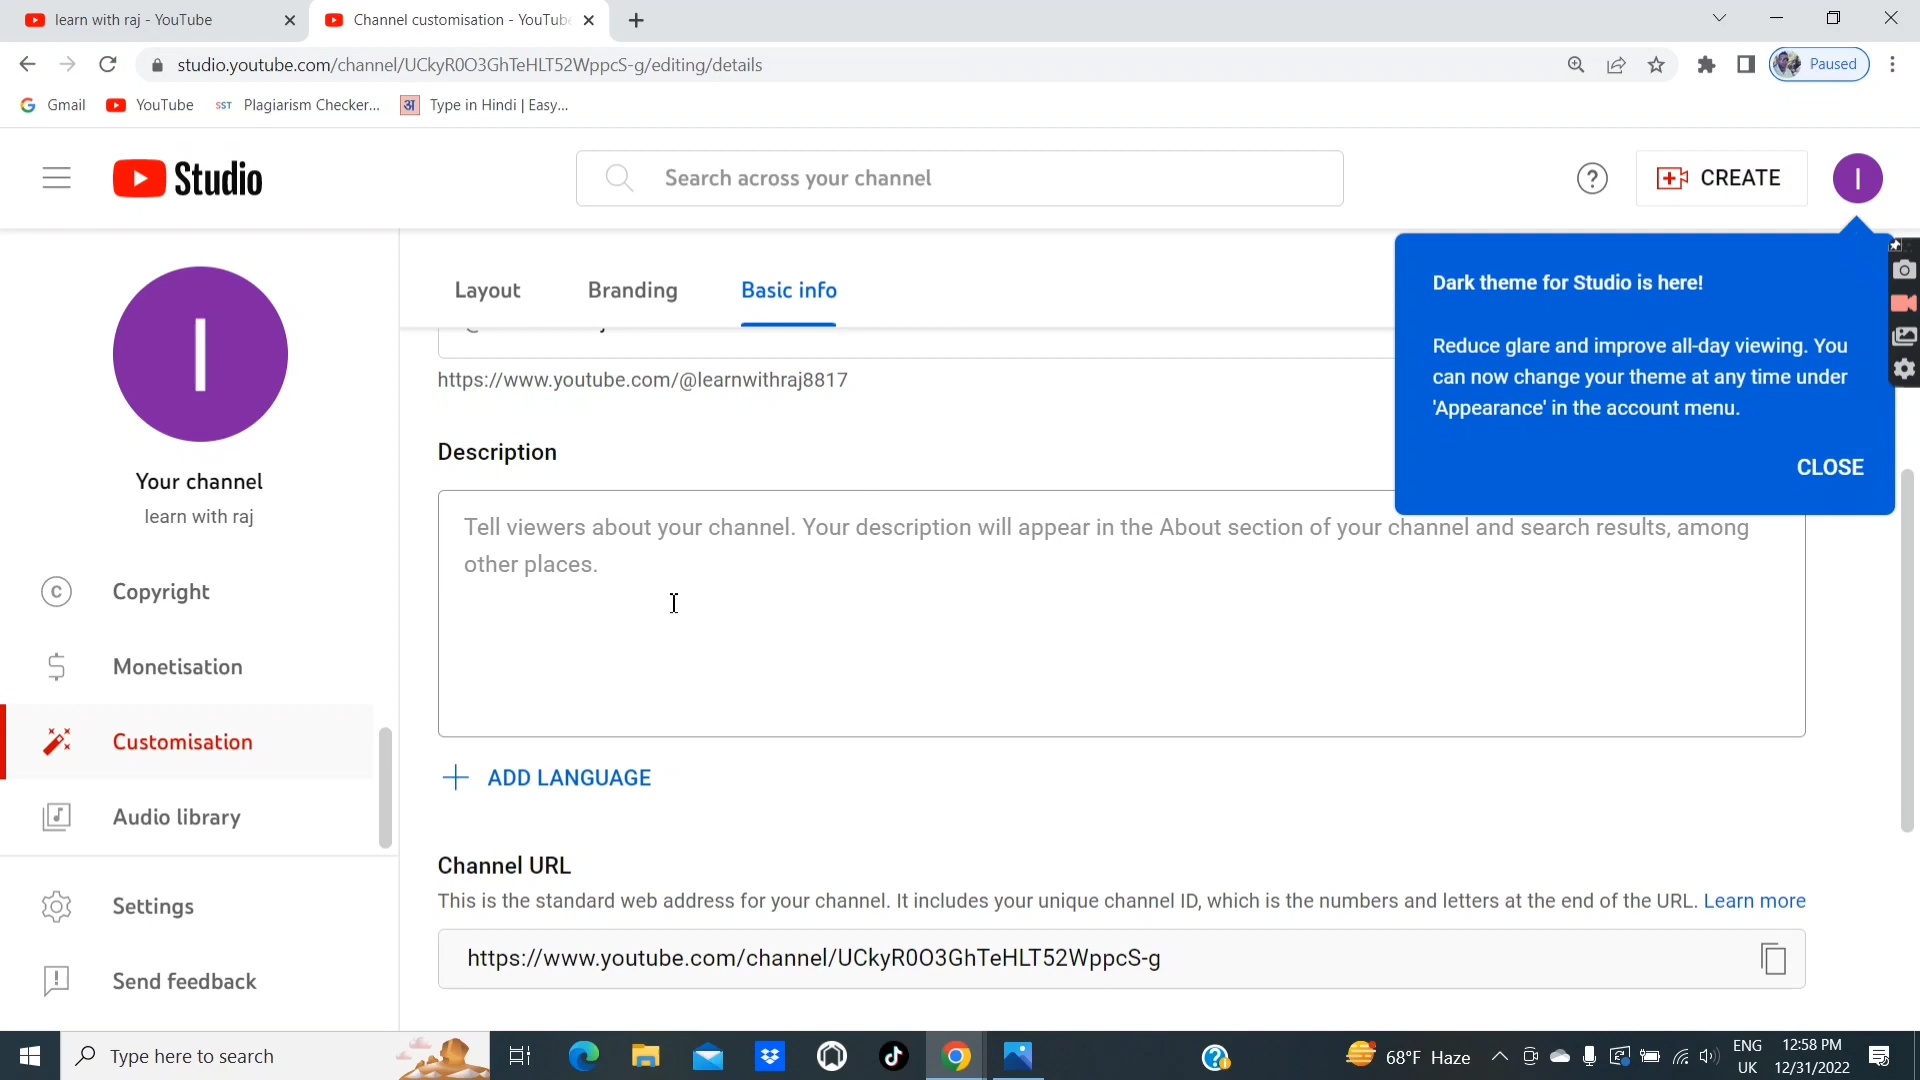 learn with raj - YouTube
Channel customisation - YouTub
studio.youtube.com/channel/UCkyR0O3GhTeHLT52WppcS-g/editing/details
Paused
Gmail
YouTube
SST
Plagiarism Checker...
अ
Type in Hindi | Easy...
Studio
Search across your channel
?
CREATE
I
I
Your channel
learn with raj
Copyright
Monetisation
Customisation
Audio library
Settings
Send feedback
Layout
Branding
Basic info
https://www.youtube.com/@learnwithraj8817
Description
Tell viewers about your channel. Your description will appear in the About section of your channel and search results, among
other places.
ADD LANGUAGE
Channel URL
This is the standard web address for your channel. It includes your unique channel ID, which is the numbers and letters at the end of the URL. Learn more
https://www.youtube.com/channel/UCkyR0O3GhTeHLT52WppcS-g
Dark theme for Studio is here!
Reduce glare and improve all-day viewing. You
can now change your theme at any time under
'Appearance' in the account menu.
CLOSE
Type here to search
68°F Haze
ENG
UK
12:58 PM
12/31/2022